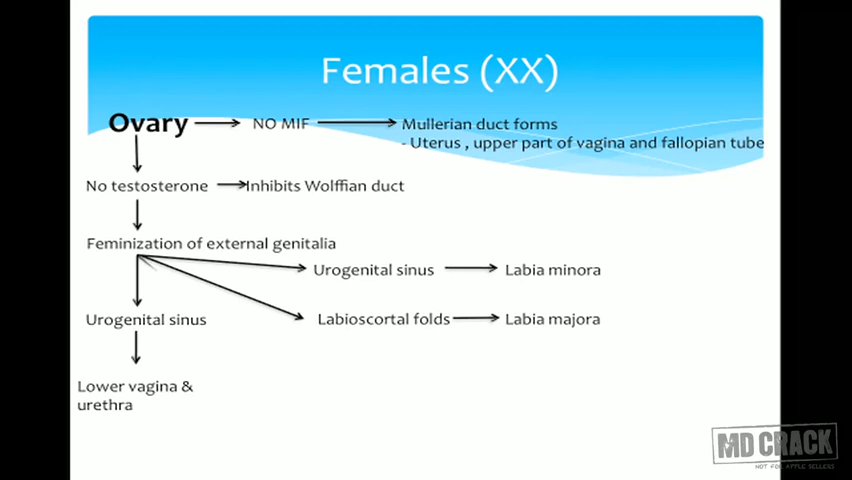 Females (XX)
Ovary NO MIF Mullerian duct forms
- Uterus , upper part of vagina and fallopian tube
No testosterone Inhibits Wolffian duct
Feminization of external genitalia
Urogenital sinus Labia minora
Urogenital sinus Labioscortal folds Labia majora
Lower vagina &
urethra
MD CRACK
NOT FOR APPLE SELLERS